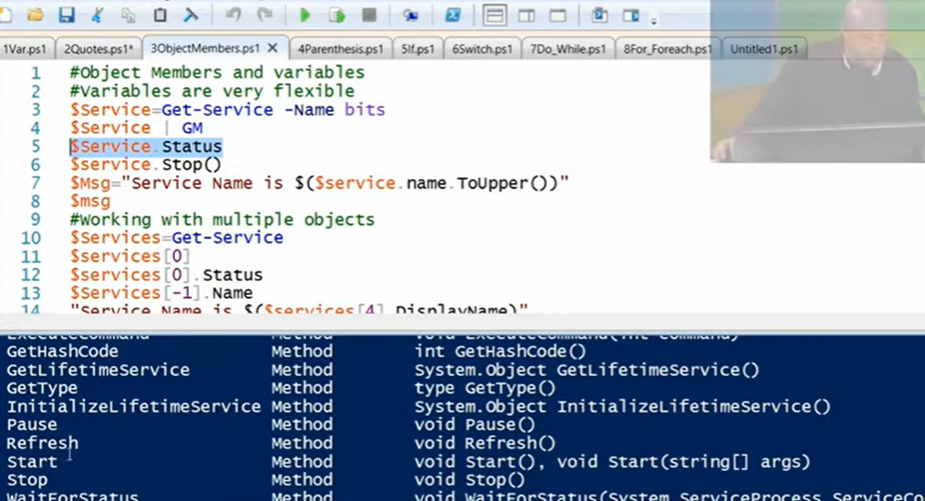 1Var.ps1 2Quotes.ps1* 3ObjectMembers.ps1 4Parenthesis.ps1 5If.ps1 6Switch.ps1 7Do_While.ps1 8For_Foreach.ps1 Untitled1.ps1
1 #Object Members and variables
2 #Variables are very flexible
3 $Service=Get-Service -Name bits
4 $Service | GM
5 $Service.Status
6 $service.Stop()
7 $Msg="Service Name is $($service.name.ToUpper())"
8 $msg
9 #Working with multiple objects
10 $Services=Get-Service
11 $services[0]
12 $services[0].Status
13 $Services[-1].Name
14 "Service Name is $($services[4].DisplayName)"
ExecuteCommand Method void ExecuteCommand(int command)
GetHashCode Method int GetHashCode()
GetLifetimeService Method System.Object GetLifetimeService()
GetType Method type GetType()
InitializeLifetimeService Method System.Object InitializeLifetimeService()
Pause Method void Pause()
Refresh Method void Refresh()
Start Method void Start(), void Start(string[] args)
Stop Method void Stop()
WaitForStatus Method void WaitForStatus(System.ServiceProcess.ServiceCo